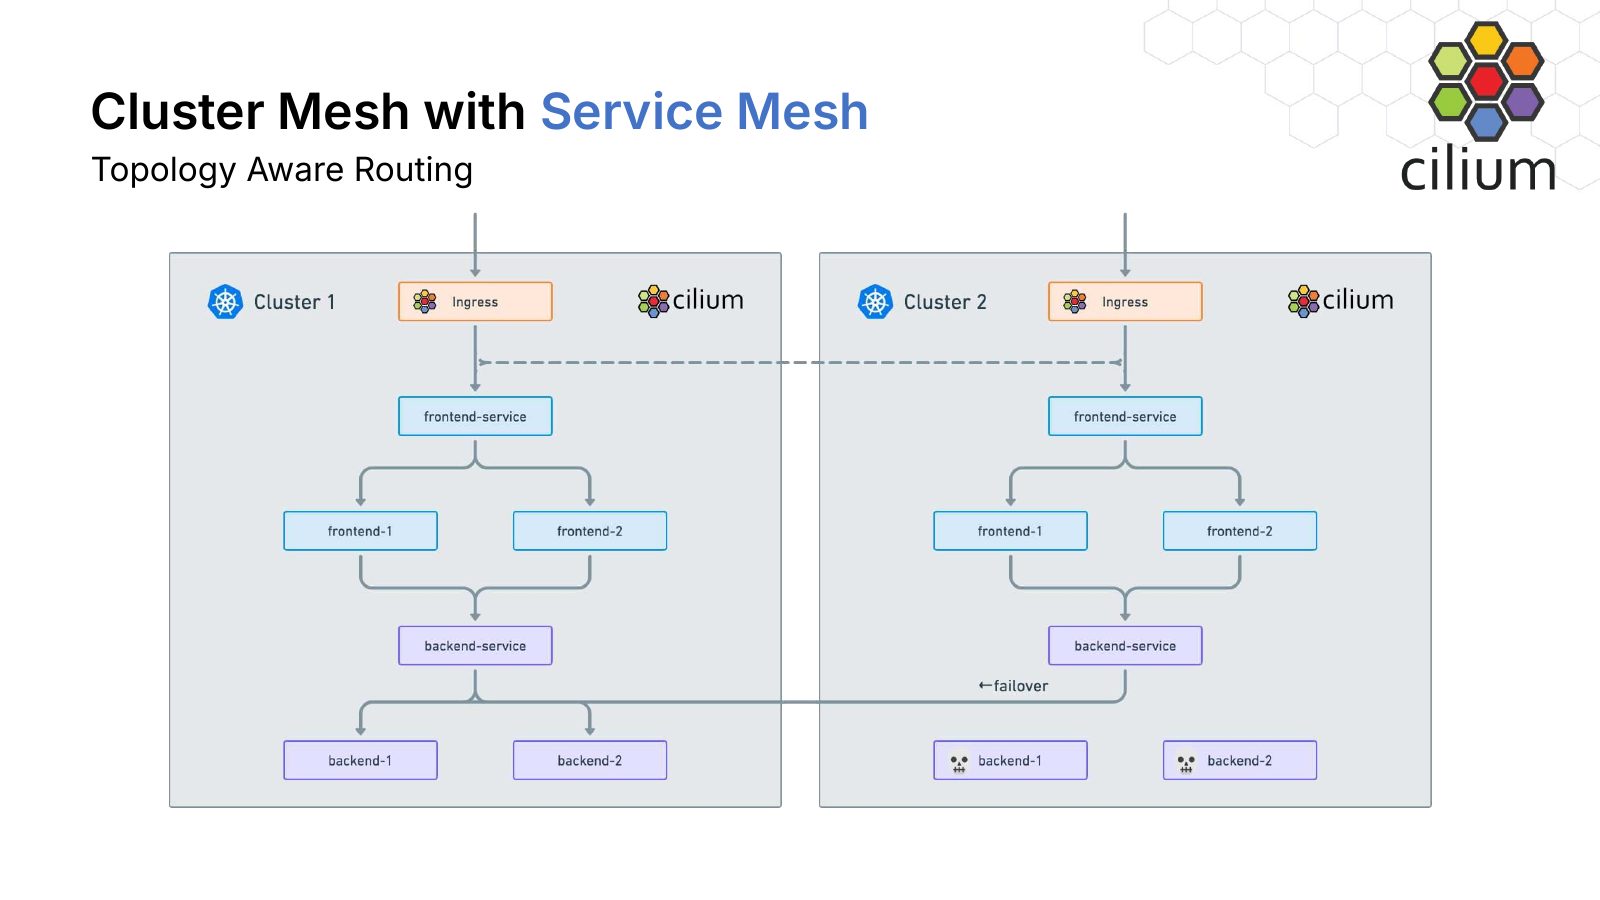 Cluster Mesh with Service Mesh
Topology Aware Routing
cilium
Cluster 1
Ingress
cilium
frontend-service
frontend-1
frontend-2
backend-service
backend-1
backend-2
Cluster 2
Ingress
cilium
frontend-service
frontend-1
frontend-2
backend-service
←failover
backend-1
backend-2